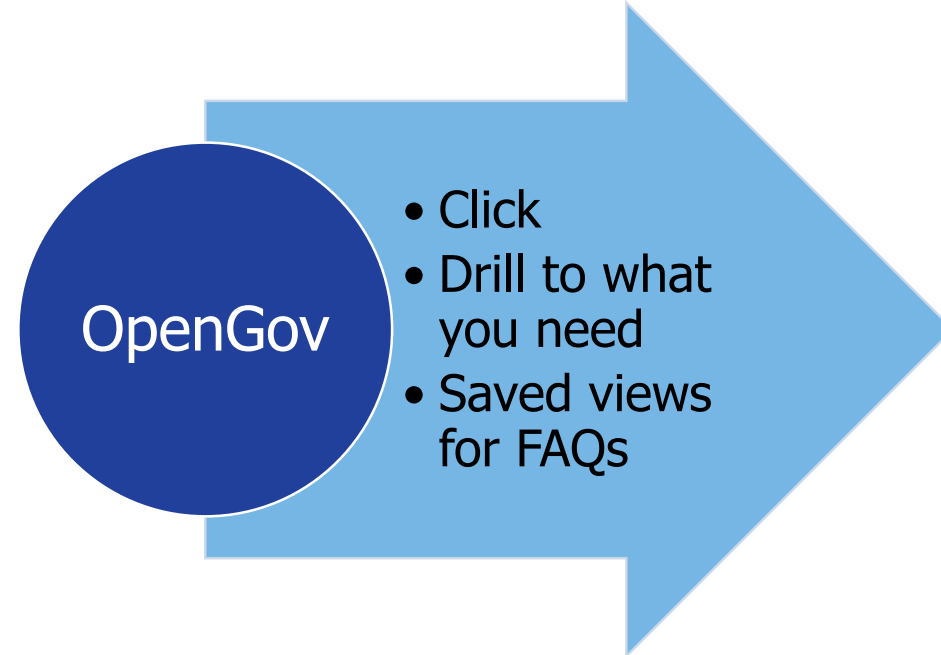 OpenGov
• Click
• Drill to what
you need
• Saved views
for FAQs